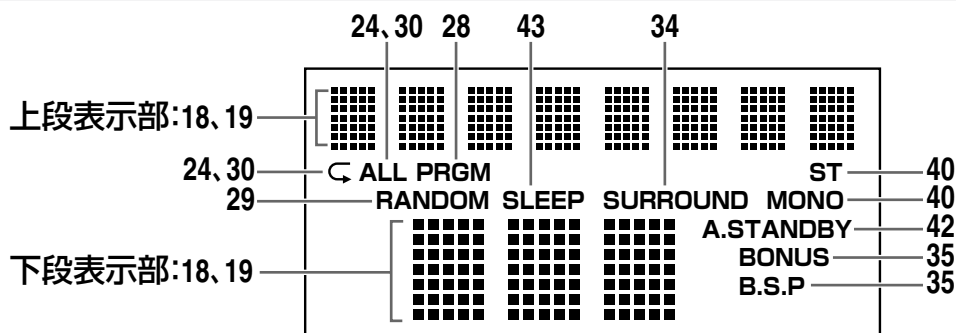 24、30 28 43 34
上段表示部:18、19
24、30 ALL PRGM ST 40
29 RANDOM SLEEP SURROUND MONO 40
A.STANDBY 42
下段表示部:18、19 BONUS 35
B.S.P 35